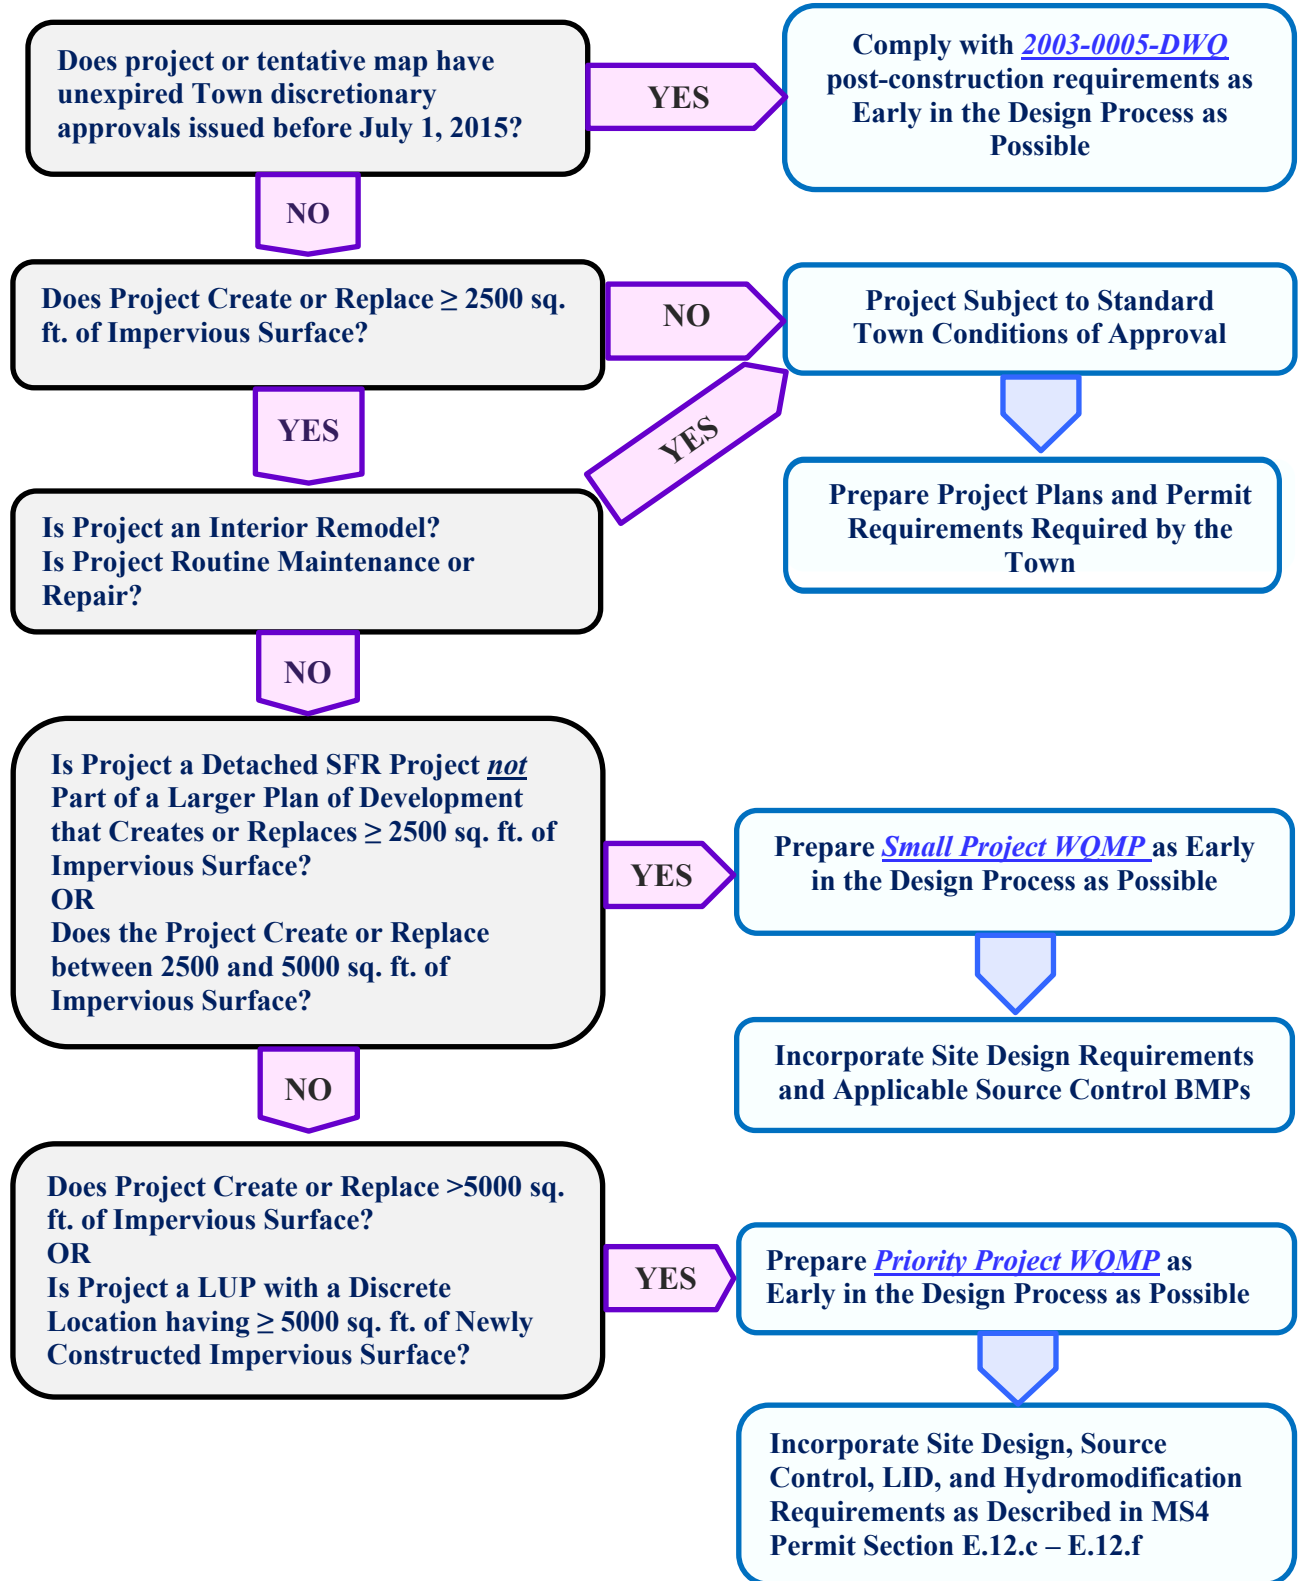 Does project or tentative map have
unexpired Town discretionary
approvals issued before July 1, 2015?
YES
Comply with 2003-0005-DWQ
post-construction requirements as
Early in the Design Process as
Possible
NO
Does Project Create or Replace ≥ 2500 sq.
ft. of Impervious Surface?
NO
Project Subject to Standard
Town Conditions of Approval
YES
YES
Prepare Project Plans and Permit
Requirements Required by the
Town
Is Project an Interior Remodel?
Is Project Routine Maintenance or
Repair?
NO
Is Project a Detached SFR Project not
Part of a Larger Plan of Development
that Creates or Replaces ≥ 2500 sq. ft. of
Impervious Surface?
OR
Does the Project Create or Replace
between 2500 and 5000 sq. ft. of
Impervious Surface?
YES
Prepare Small Project WQMP as Early
in the Design Process as Possible
Incorporate Site Design Requirements
and Applicable Source Control BMPs
NO
Does Project Create or Replace >5000 sq.
ft. of Impervious Surface?
OR
Is Project a LUP with a Discrete
Location having ≥ 5000 sq. ft. of Newly
Constructed Impervious Surface?
YES
Prepare Priority Project WQMP as
Early in the Design Process as Possible
Incorporate Site Design, Source
Control, LID, and Hydromodification
Requirements as Described in MS4
Permit Section E.12.c – E.12.f